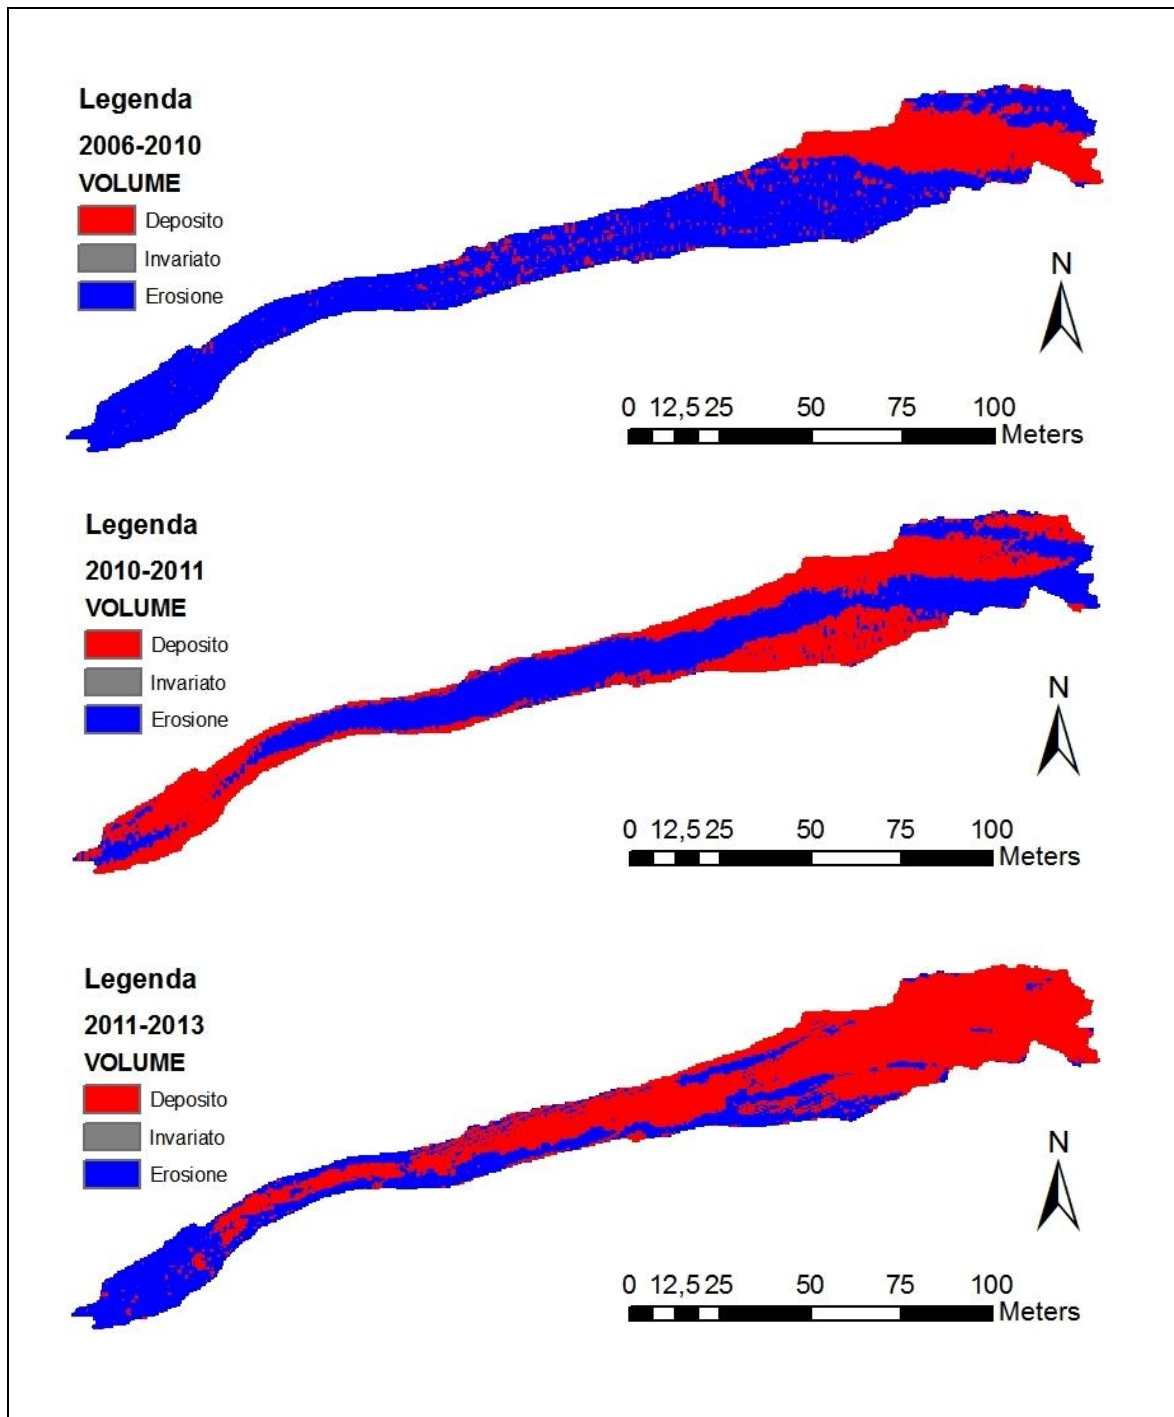 Legenda
2006-2010
VOLUME
Deposito
Invariato
Erosione
N
0 12,5 25 50 75 100
Meters
Legenda
2010-2011
VOLUME
Deposito
Invariato
Erosione
N
0 12,5 25 50 75 100
Meters
Legenda
2011-2013
VOLUME
Deposito
Invariato
Erosione
N
0 12,5 25 50 75 100
Meters